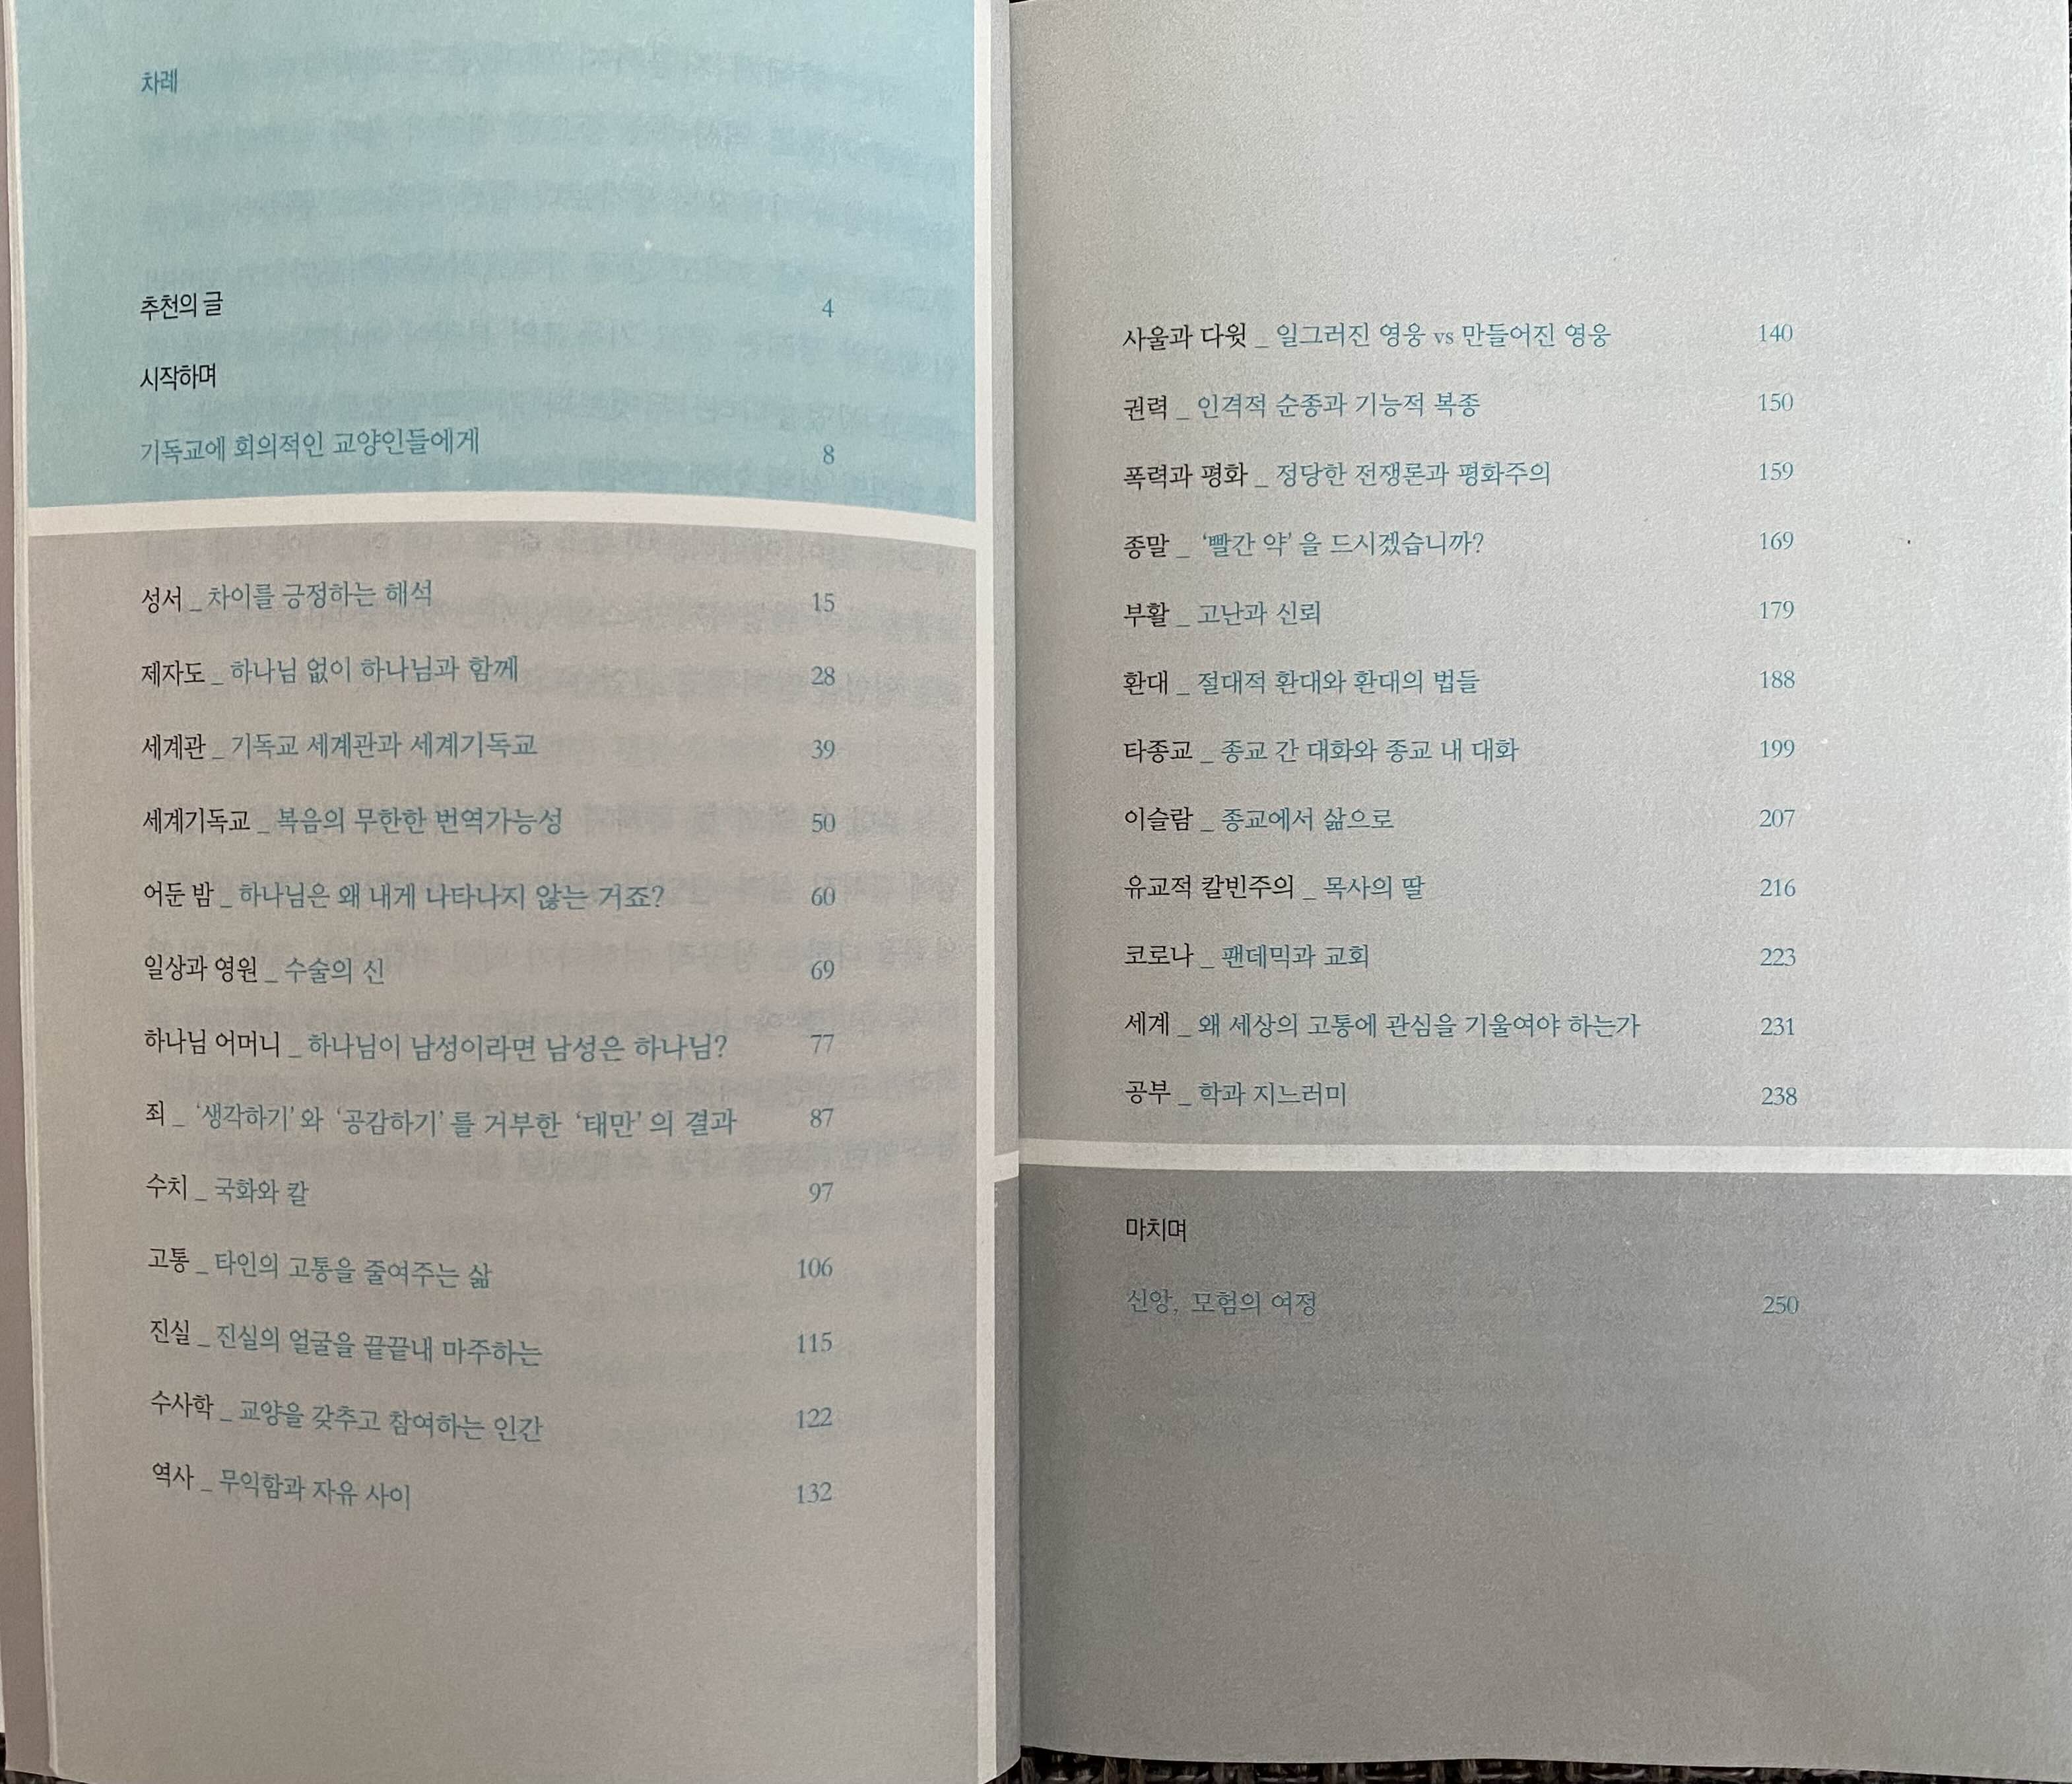 차례
추천의 글 4
시작하며
기독교에 회의적인 교양인들에게 8
성서 _ 차이를 긍정하는 해석 15
제자도 _ 하나님 없이 하나님과 함께 28
세계관 _ 기독교 세계관과 세계기독교 39
세계기독교 _ 복음의 무한한 번역가능성 50
어둔 밤 _ 하나님은 왜 내게 나타나지 않는 거죠? 60
일상과 영원 _ 수술의 신 69
하나님 어머니 _ 하나님이 남성이라면 남성은 하나님? 77
죄 _ ‘생각하기’와 ‘공감하기’를 거부한 ‘태만’의 결과 87
수치 _ 국화와 칼 97
고통 _ 타인의 고통을 줄여주는 삶 106
진실 _ 진실의 얼굴을 끝끝내 마주하는 115
수사학 _ 교양을 갖추고 참여하는 인간 122
역사 _ 무익함과 자유 사이 132
사울과 다윗 _ 일그러진 영웅 vs 만들어진 영웅 140
권력 _ 인격적 순종과 기능적 복종 150
폭력과 평화 _ 정당한 전쟁론과 평화주의 159
종말 _ ‘빨간 약’을 드시겠습니까? 169
부활 _ 고난과 신뢰 179
환대 _ 절대적 환대와 환대의 법들 188
타종교 _ 종교 간 대화와 종교 내 대화 199
이슬람 _ 종교에서 삶으로 207
유교적 칼빈주의 _ 목사의 딸 216
코로나 _ 팬데믹과 교회 223
세계 _ 왜 세상의 고통에 관심을 기울여야 하는가 231
공부 _ 학과 지느러미 238
마치며
신앙, 모험의 여정 250